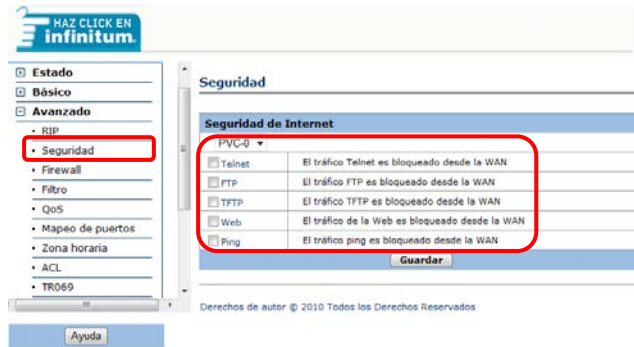 HAZ CLICK EN
infinitum.
Estado
Básico
Avanzado
RIP
Seguridad
Firewall
Filtro
QoS
Mapeo de puertos
Zona horaria
ACL
TR069
Ayuda
Seguridad
Seguridad de Internet
PVC-0
Telnet El tráfico Telnet es bloqueado desde la WAN
FTP El tráfico FTP es bloqueado desde la WAN
TFTP El tráfico TFTP es bloqueado desde la WAN
Web El tráfico de la Web es bloqueado desde la WAN
Ping El tráfico ping es bloqueado desde la WAN
Guardar
Derechos de autor © 2010 Todos los Derechos Reservados